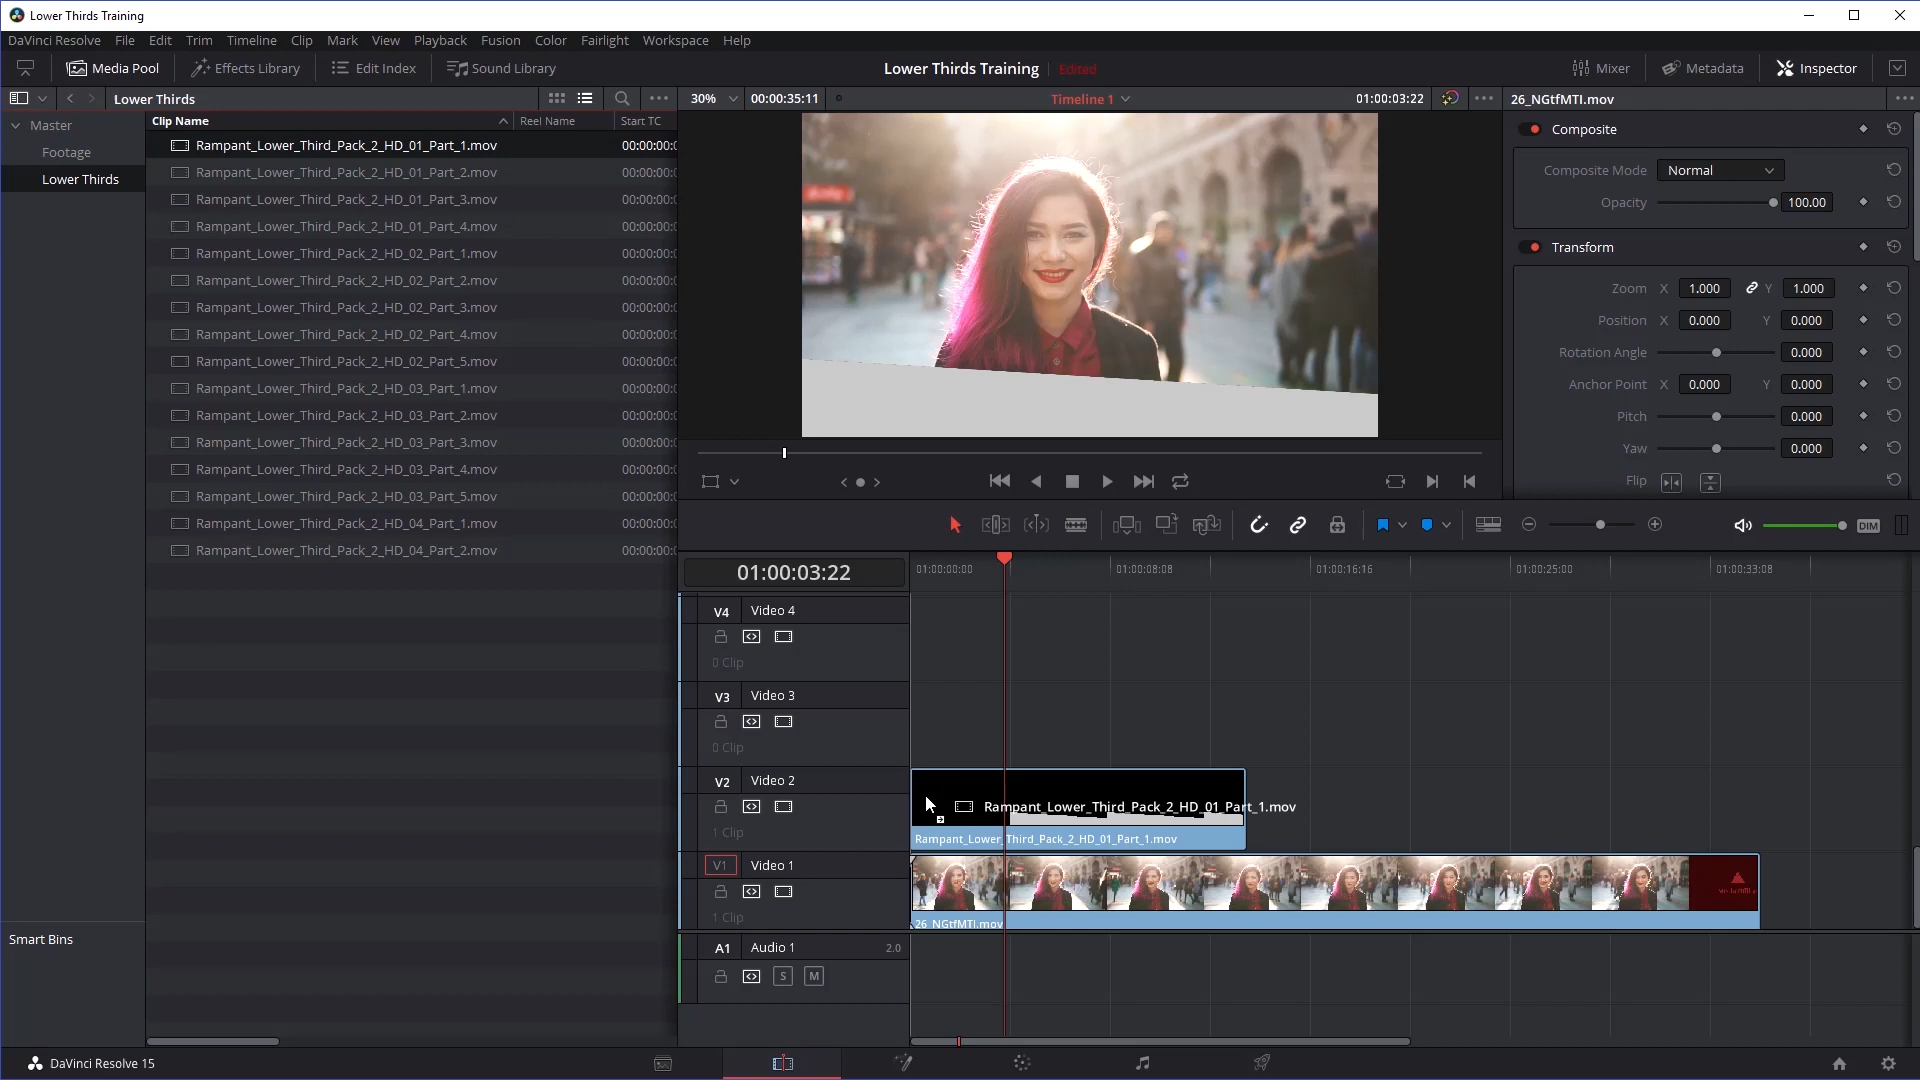 Lower Thirds Training
DaVinci Resolve File Edit Trim Timeline Clip Mark View Playback Fusion Color Fairlight Workspace Help
Media Pool Effects Library Edit Index Sound Library Lower Thirds Training Edited Mixer Metadata Inspector
Lower Thirds 30% 00:00:35:11 Timeline 1 01:00:03:22 26_NGtfMTI.mov
Master
Footage
Lower Thirds
Smart Bins
Clip Name Reel Name Start TC
Rampant_Lower_Third_Pack_2_HD_01_Part_1.mov 00:00:00:0
Rampant_Lower_Third_Pack_2_HD_01_Part_2.mov 00:00:00:0
Rampant_Lower_Third_Pack_2_HD_01_Part_3.mov 00:00:00:0
Rampant_Lower_Third_Pack_2_HD_01_Part_4.mov 00:00:00:0
Rampant_Lower_Third_Pack_2_HD_02_Part_1.mov 00:00:00:0
Rampant_Lower_Third_Pack_2_HD_02_Part_2.mov 00:00:00:0
Rampant_Lower_Third_Pack_2_HD_02_Part_3.mov 00:00:00:0
Rampant_Lower_Third_Pack_2_HD_02_Part_4.mov 00:00:00:0
Rampant_Lower_Third_Pack_2_HD_02_Part_5.mov 00:00:00:0
Rampant_Lower_Third_Pack_2_HD_03_Part_1.mov 00:00:00:0
Rampant_Lower_Third_Pack_2_HD_03_Part_2.mov 00:00:00:0
Rampant_Lower_Third_Pack_2_HD_03_Part_3.mov 00:00:00:0
Rampant_Lower_Third_Pack_2_HD_03_Part_4.mov 00:00:00:0
Rampant_Lower_Third_Pack_2_HD_03_Part_5.mov 00:00:00:0
Rampant_Lower_Third_Pack_2_HD_04_Part_1.mov 00:00:00:0
Rampant_Lower_Third_Pack_2_HD_04_Part_2.mov 00:00:00:0
Composite
Composite Mode Normal
Opacity 100.00
Transform
Zoom X 1.000 Y 1.000
Position X 0.000 Y 0.000
Rotation Angle 0.000
Anchor Point X 0.000 Y 0.000
Pitch 0.000
Yaw 0.000
Flip
DIM
01:00:03:22 01:00:00:00 01:00:08:08 01:00:16:16 01:00:25:00 01:00:33:08
V4 Video 4
0 Clip
V3 Video 3
0 Clip
V2 Video 2
1 Clip
Rampant_Lower_Third_Pack_2_HD_01_Part_1.mov
Rampant_Lower_Third_Pack_2_HD_01_Part_1.mov
V1 Video 1
1 Clip
26_NGtfMTI.mov
A1 Audio 1 2.0
S M
DaVinci Resolve 15